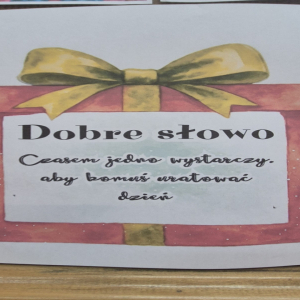 Dobre słowo
Czasem jedno wystarczy,
aby komuś uratować
dzień